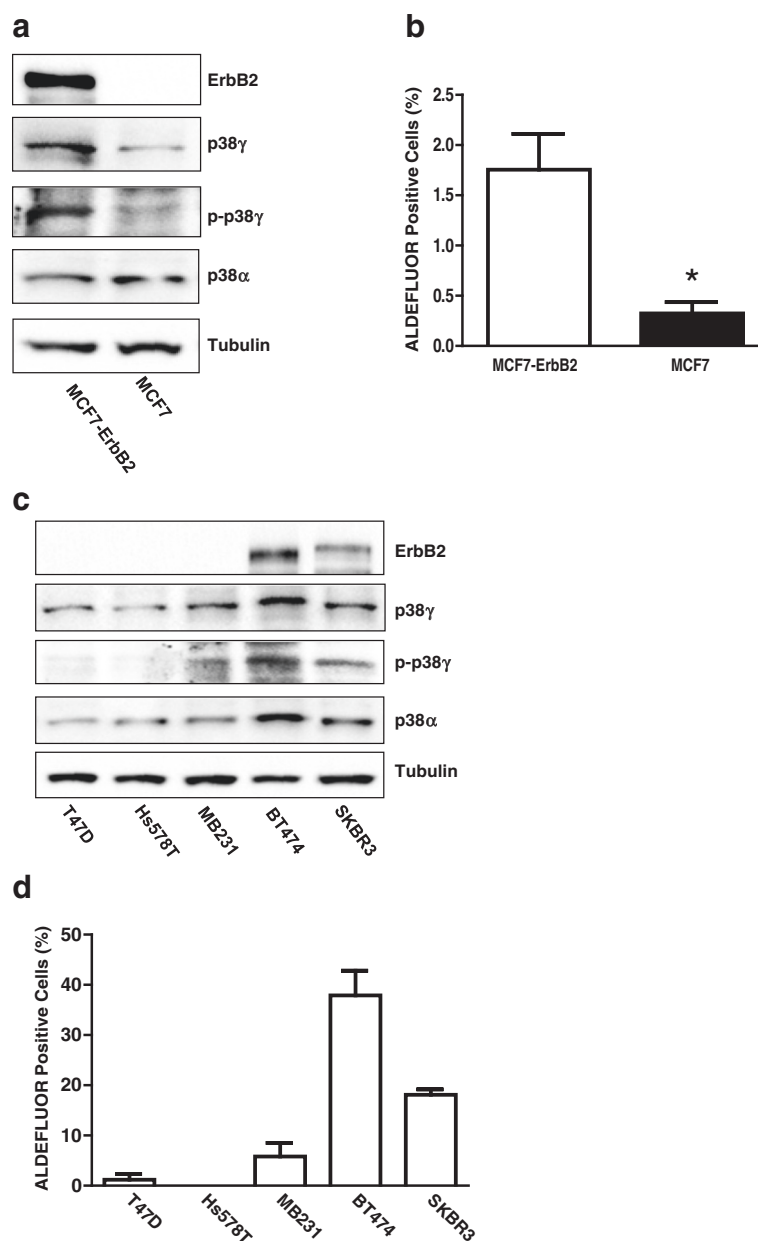 a
ErbB2
p38γ
p-p38γ
p38α
Tubulin
MCF7-ErbB2
MCF7
b
ALDEFLUOR Positive Cells (%)
2.5
2.0
1.5
1.0
0.5
0.0
*
MCF7-ErbB2
MCF7
c
ErbB2
p38γ
p-p38γ
p38α
Tubulin
T47D
Hs578T
MB231
BT474
SKBR3
d
ALDEFLUOR Positive Cells (%)
50
40
30
20
10
0
T47D
Hs578T
MB231
BT474
SKBR3